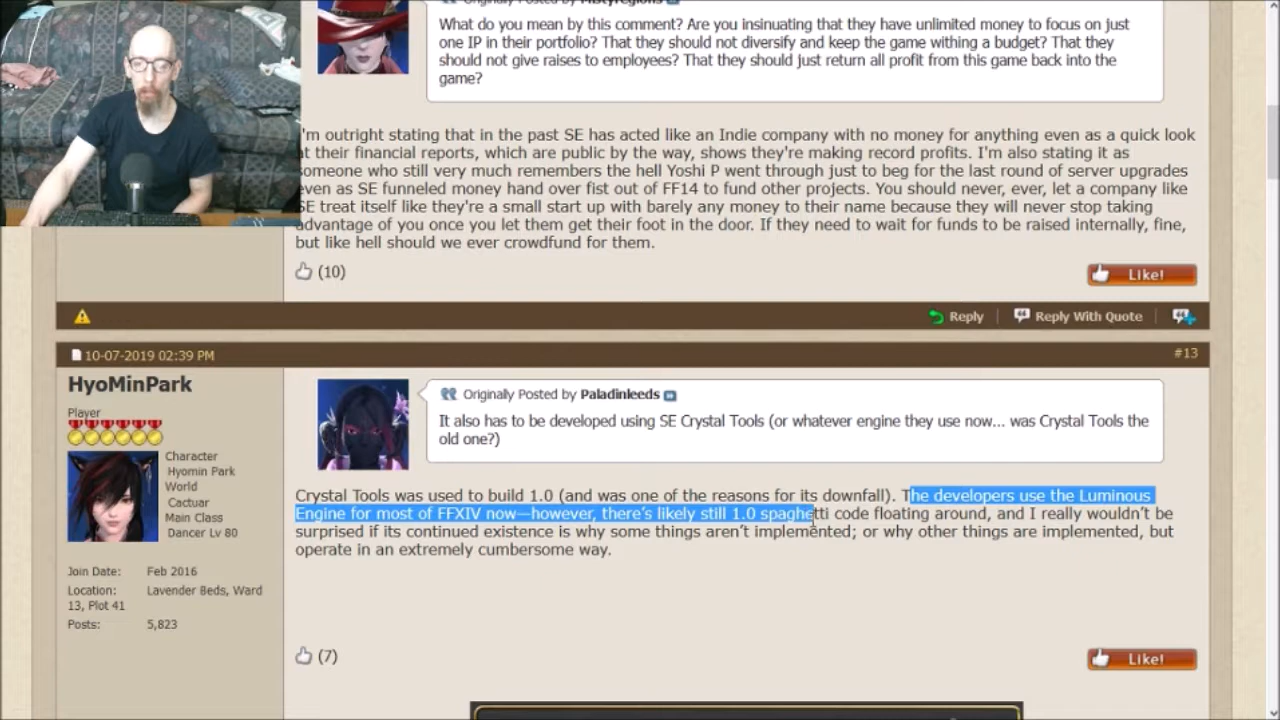 Originally Posted by Mistyregions
What do you mean by this comment? Are you insinuating that they have unlimited money to focus on just
one IP in their portfolio? That they should not diversify and keep the game withing a budget? That they
should not give raises to employees? That they should just return all profit from this game back into the
game?
'm outright stating that in the past SE has acted like an Indie company with no money for anything even as a quick look
at their financial reports, which are public by the way, shows they're making record profits. I'm also stating it as
someone who still very much remembers the hell Yoshi P went through just to beg for the last round of server upgrades
even as SE funneled money hand over fist out of FF14 to fund other projects. You should never, ever, let a company like
SE treat itself like they're a small start up with barely any money to their name because they will never stop taking
advantage of you once you let them get their foot in the door. If they need to wait for funds to be raised internally, fine,
but like hell should we ever crowdfund for them.
(10)
Like!
Reply
Reply With Quote
10-07-2019 02:39 PM
#13
HyoMinPark
Player
Character
Hyomin Park
World
Cactuar
Main Class
Dancer Lv 80
Join Date: Feb 2016
Location: Lavender Beds, Ward
13, Plot 41
Posts: 5,823
Originally Posted by Paladinleeds
It also has to be developed using SE Crystal Tools (or whatever engine they use now... was Crystal Tools the
old one?)
Crystal Tools was used to build 1.0 (and was one of the reasons for its downfall). The developers use the Luminous
Engine for most of FFXIV now—however, there's likely still 1.0 spaghetti code floating around, and I really wouldn't be
surprised if its continued existence is why some things aren't implemented; or why other things are implemented, but
operate in an extremely cumbersome way.
(7)
Like!